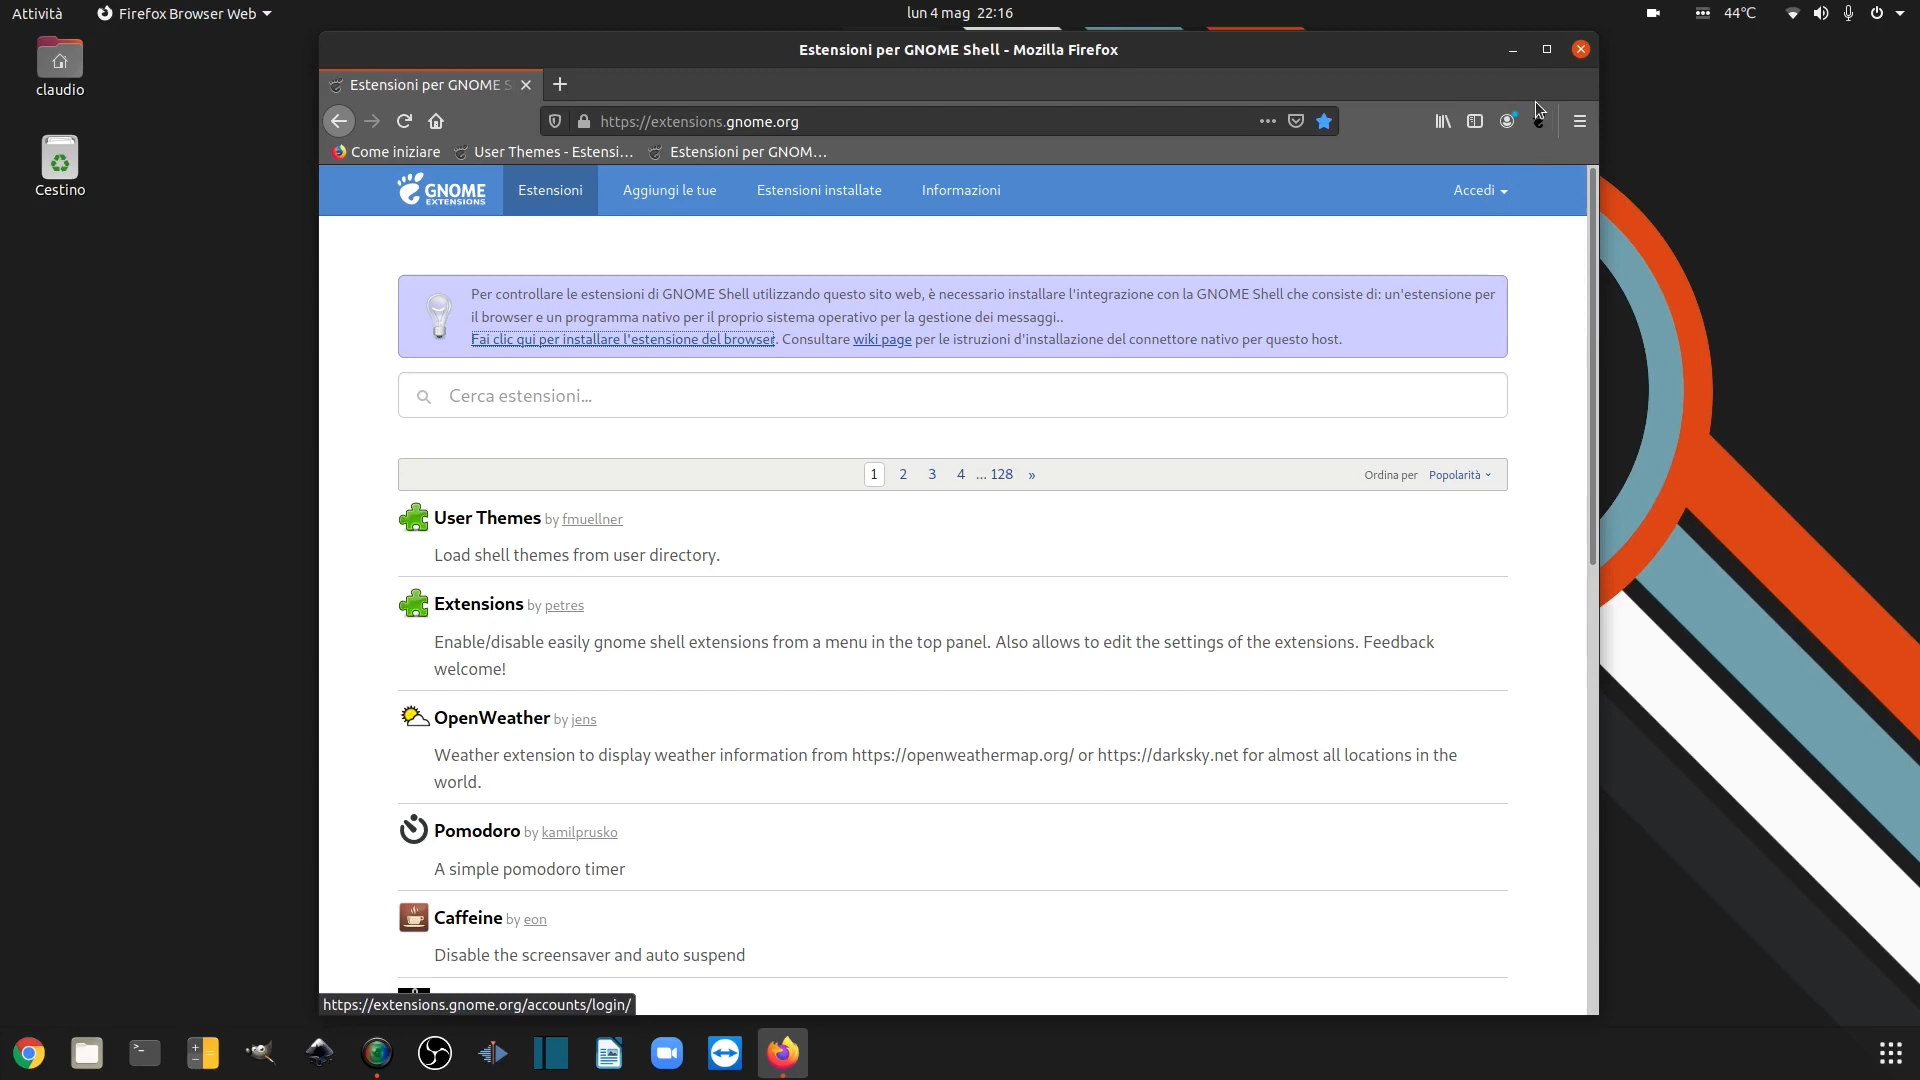 Attività
Firefox Browser Web
lun 4 mag 22:16
44°C
claudio
Cestino
Estensioni per GNOME Shell - Mozilla Firefox
Estensioni per GNOME S
https://extensions.gnome.org
Come iniziare
User Themes - Estensi…
Estensioni per GNOM…
GNOME
EXTENSIONS
Estensioni
Aggiungi le tue
Estensioni installate
Informazioni
Accedi
Per controllare le estensioni di GNOME Shell utilizzando questo sito web, è necessario installare l'integrazione con la GNOME Shell che consiste di: un'estensione per
il browser e un programma nativo per il proprio sistema operativo per la gestione dei messaggi..
Fai clic qui per installare l'estensione del browser. Consultare wiki page per le istruzioni d'installazione del connettore nativo per questo host.
Cerca estensioni...
1 2 3 4 ... 128 »
Ordina per Popolarità
User Themes by fmuellner
Load shell themes from user directory.
Extensions by petres
Enable/disable easily gnome shell extensions from a menu in the top panel. Also allows to edit the settings of the extensions. Feedback
welcome!
OpenWeather by jens
Weather extension to display weather information from https://openweathermap.org/ or https://darksky.net for almost all locations in the
world.
Pomodoro by kamilprusko
A simple pomodoro timer
Caffeine by eon
Disable the screensaver and auto suspend
https://extensions.gnome.org/accounts/login/